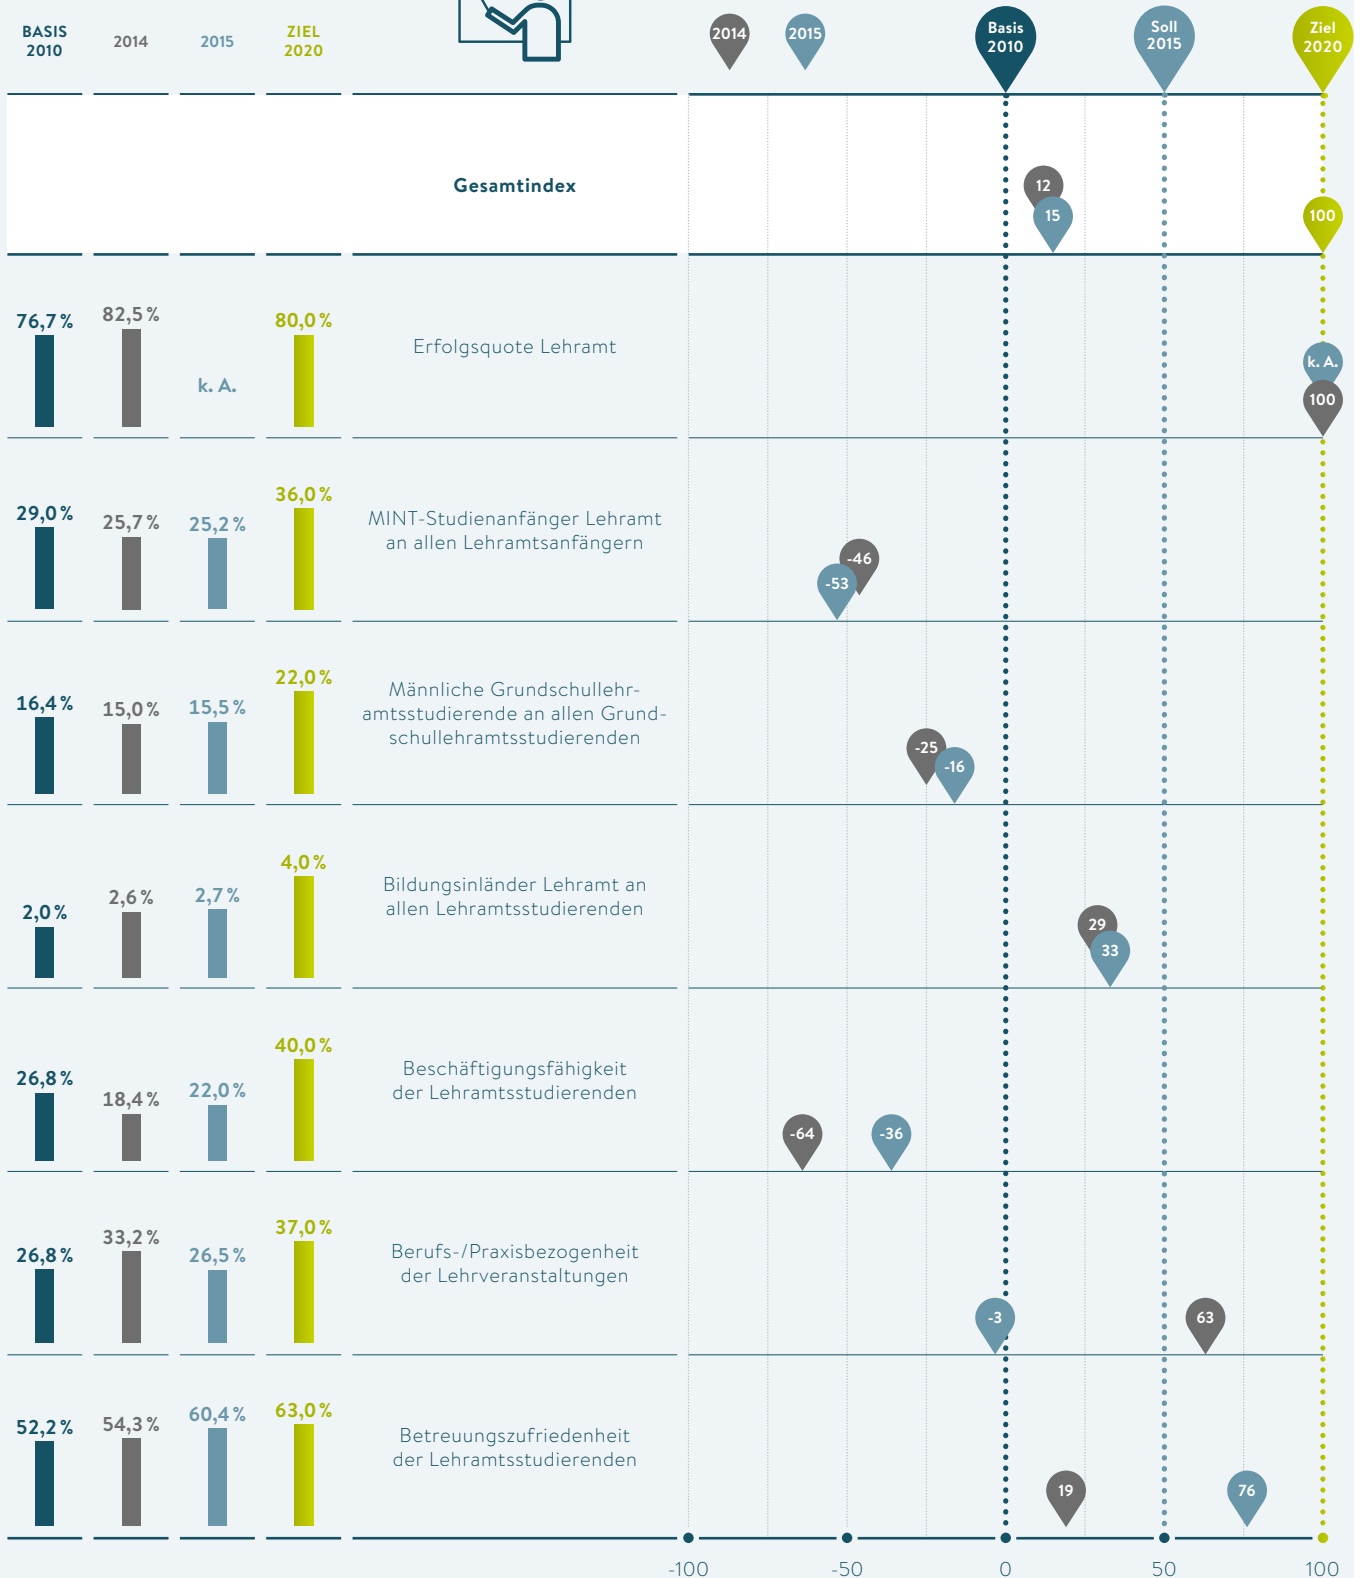 BASIS
2010
2014
2015
ZIEL
2020
2014
2015
Basis
2010
Soll
2015
Ziel
2020
Gesamtindex
12
15
100
76,7 %
82,5 %
k. A.
80,0 %
Erfolgsquote Lehramt
k. A.
100
29,0 %
25,7 %
25,2 %
36,0 %
MINT-Studienanfänger Lehramt
an allen Lehramtsanfängern
-46
-53
16,4 %
15,0 %
15,5 %
22,0 %
Männliche Grundschullehr-
amtsstudierende an allen Grund-
schullehramtsstudierenden
-25
-16
2,0 %
2,6 %
2,7 %
4,0 %
Bildungsinländer Lehramt an
allen Lehramtsstudierenden
29
33
26,8 %
18,4 %
22,0 %
40,0 %
Beschäftigungsfähigkeit
der Lehramtsstudierenden
-64
-36
26,8 %
33,2 %
26,5 %
37,0 %
Berufs-/Praxisbezogenheit
der Lehrveranstaltungen
-3
63
52,2 %
54,3 %
60,4 %
63,0 %
Betreuungszufriedenheit
der Lehramtsstudierenden
19
76
-100
-50
0
50
100